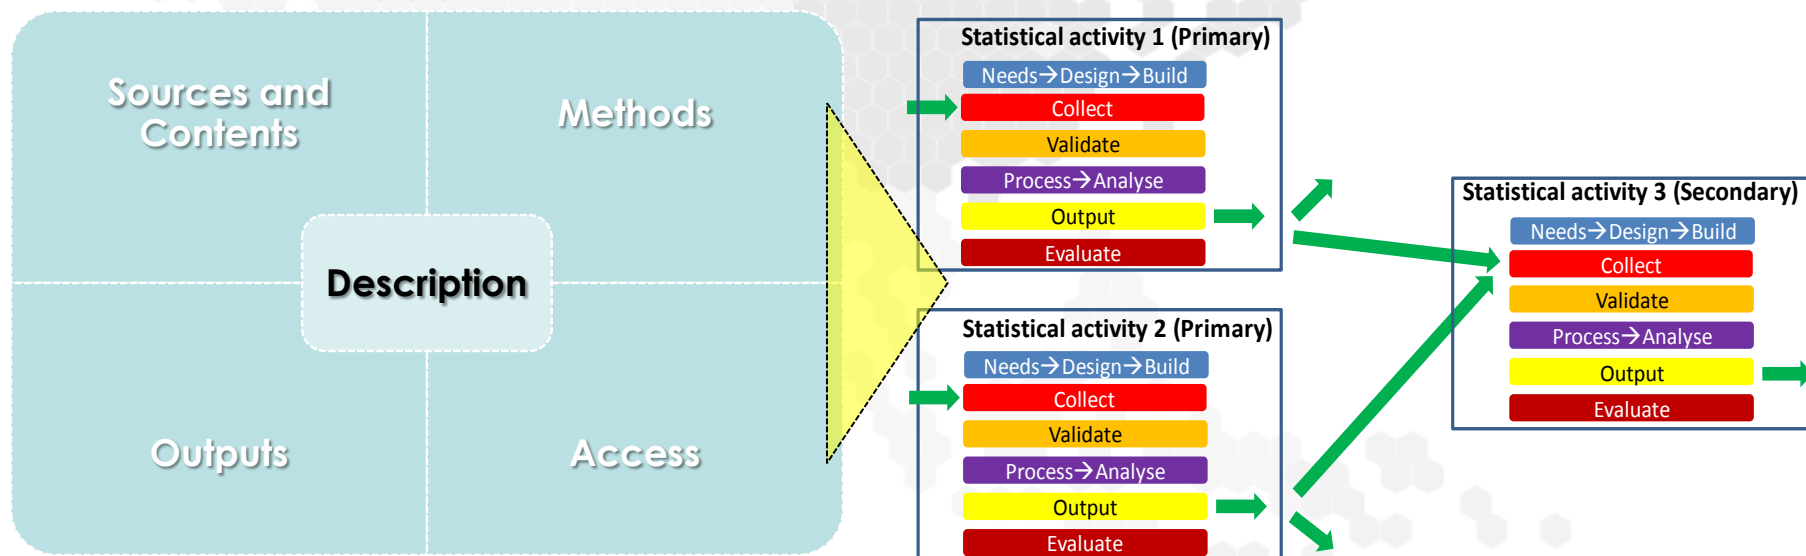 Sources and
Contents
Methods
Description
Outputs
Access
Statistical activity 1 (Primary)
Needs→Design→Build
Collect
Validate
Process→Analyse
Output
Evaluate
Statistical activity 2 (Primary)
Needs→Design→Build
Collect
Validate
Process→Analyse
Output
Evaluate
Statistical activity 3 (Secondary)
Needs→Design→Build
Collect
Validate
Process→Analyse
Output
Evaluate